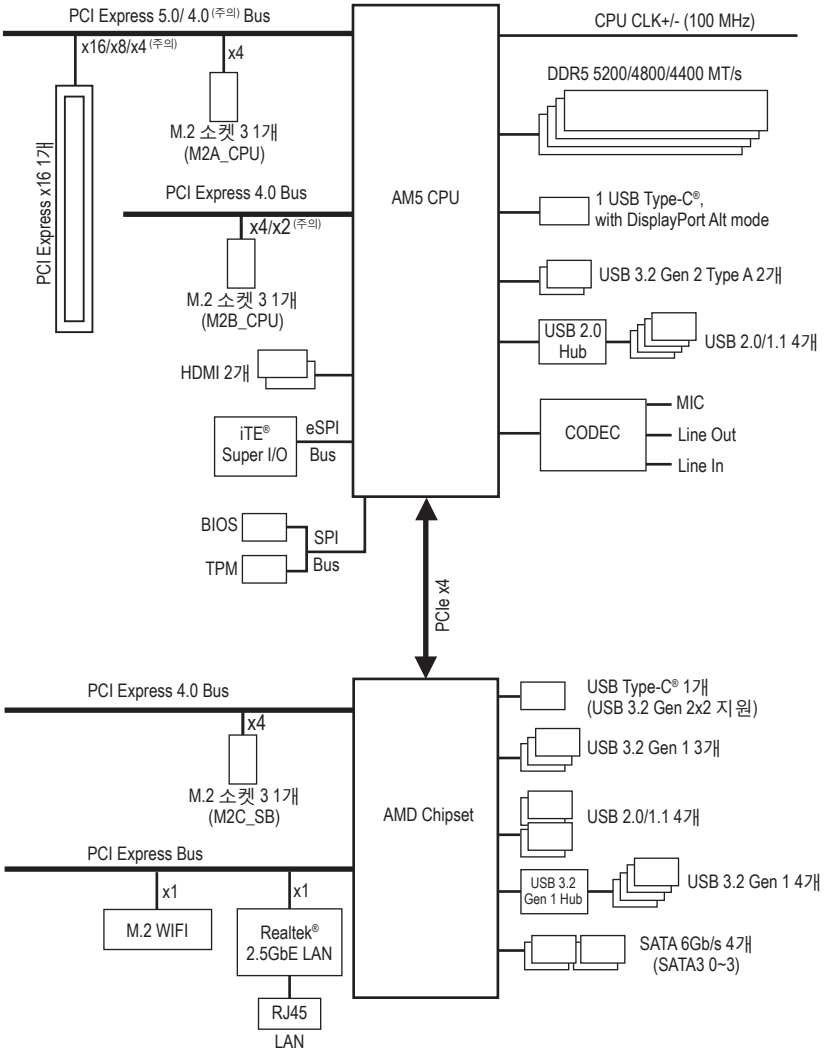 PCI Express 5.0/ 4.0 (주의) Bus
x16/x8/x4 (주의)
x4
PCI Express x16 1개
M.2 소켓 3 1개
(M2A_CPU)
PCI Express 4.0 Bus
x4/x2 (주의)
M.2 소켓 3 1개
(M2B_CPU)
HDMI 2개
iTE®
Super I/O
eSPI
Bus
BIOS
TPM
SPI
Bus
AM5 CPU
CPU CLK+/- (100 MHz)
DDR5 5200/4800/4400 MT/s
1 USB Type-C®,
with DisplayPort Alt mode
USB 3.2 Gen 2 Type A 2개
USB 2.0
Hub
USB 2.0/1.1 4개
CODEC
MIC
Line Out
Line In
PCIe x4
PCI Express 4.0 Bus
x4
M.2 소켓 3 1개
(M2C_SB)
PCI Express Bus
x1
M.2 WIFI
x1
Realtek®
2.5GbE LAN
RJ45
LAN
AMD Chipset
USB Type-C® 1개
(USB 3.2 Gen 2x2 지원)
USB 3.2 Gen 1 3개
USB 2.0/1.1 4개
USB 3.2
Gen 1 Hub
USB 3.2 Gen 1 4개
SATA 6Gb/s 4개
(SATA3 0~3)